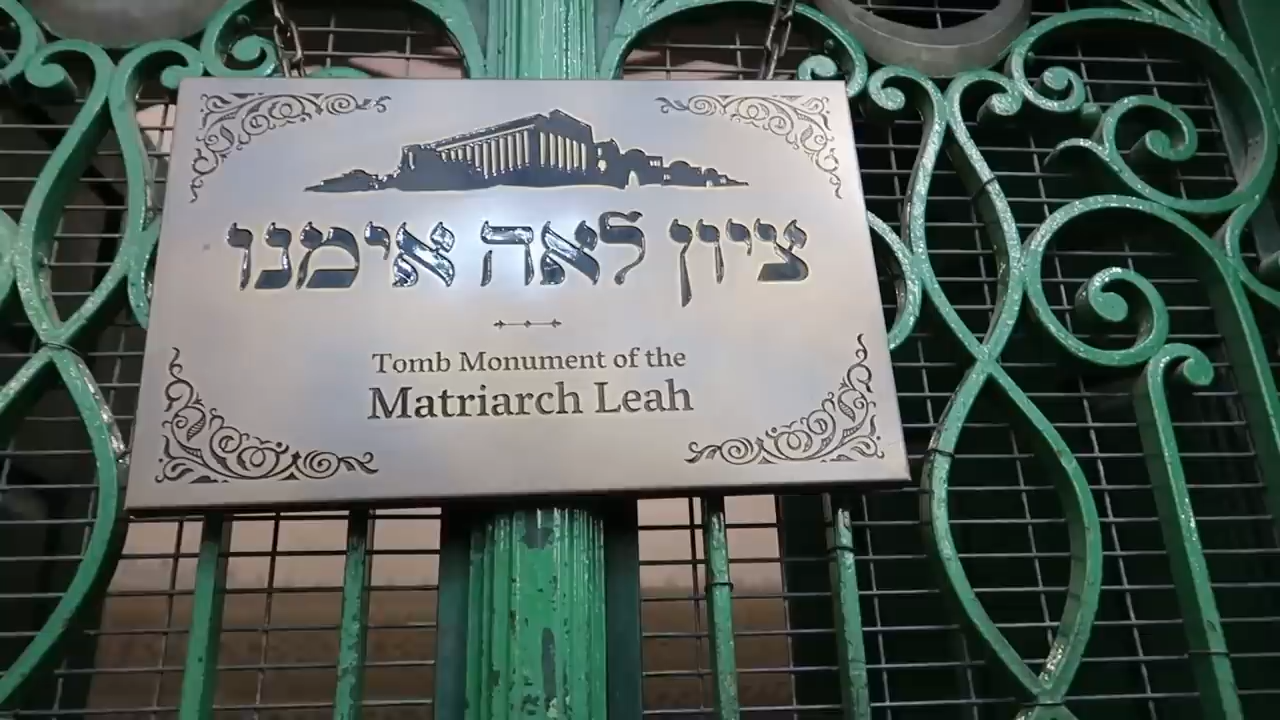 ציון לאה אימנו
Tomb Monument of the
Matriarch Leah